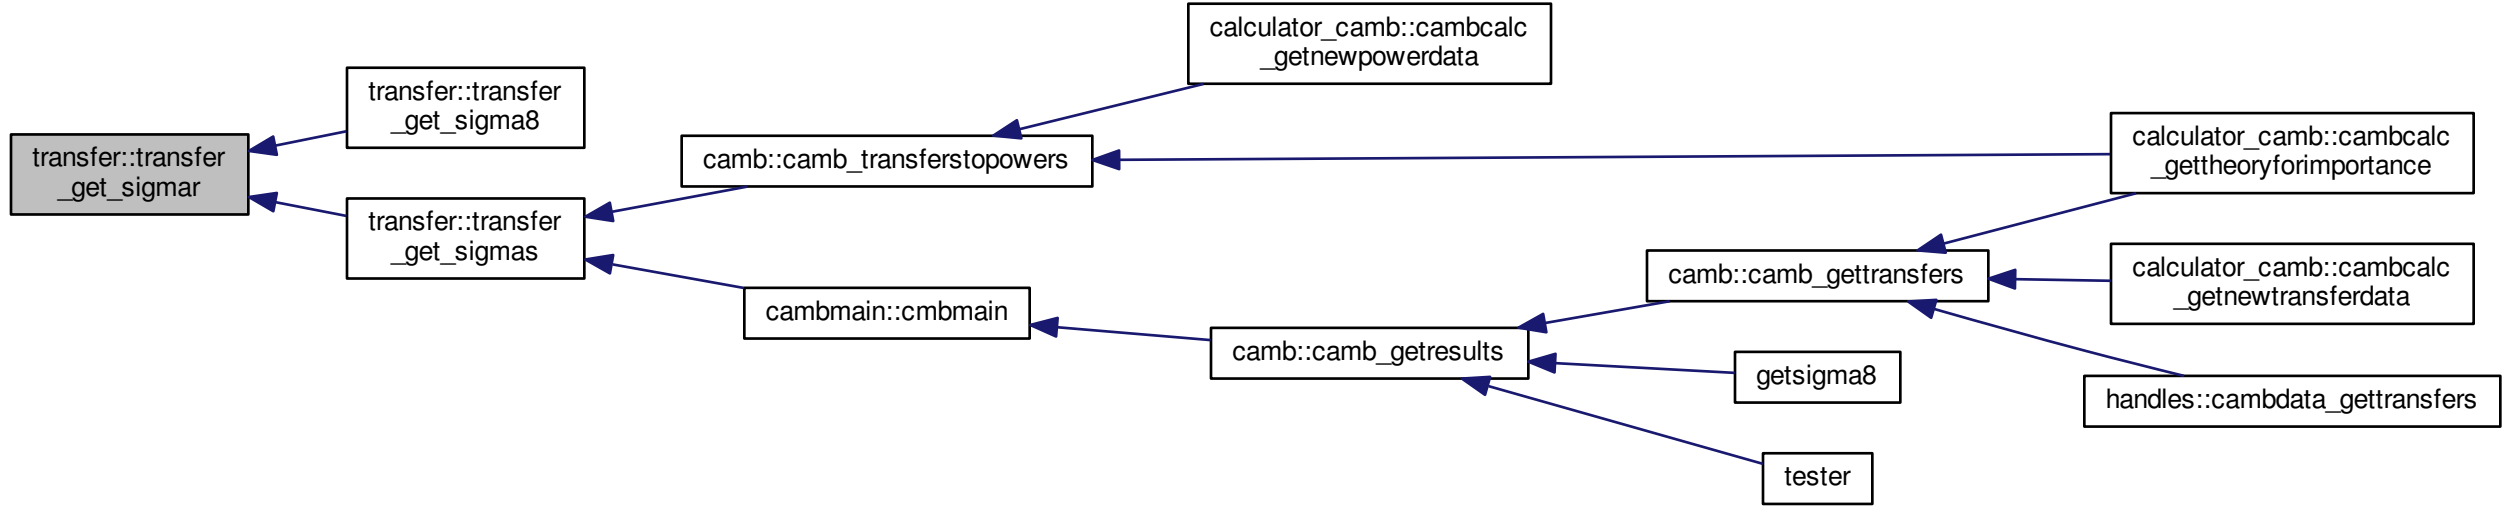 transfer::transfer
_get_sigmar
transfer::transfer
_get_sigma8
transfer::transfer
_get_sigmas
camb::camb_transferstopowers
cambmain::cmbmain
calculator_camb::cambcalc
_getnewpowerdata
camb::camb_getresults
camb::camb_gettransfers
getsigma8
tester
calculator_camb::cambcalc
_gettheoryforimportance
calculator_camb::cambcalc
_getnewtransferdata
handles::cambdata_gettransfers